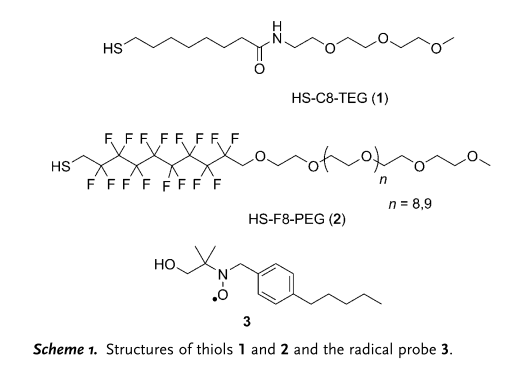 H
HS N O O O
O
HS-C8-TEG (1)
F F F F F F F F
HS O O O O O O
F F F F F F F F n
n = 8,9
HS-F8-PEG (2)
HO
N
•O
3
Scheme 1. Structures of thiols 1 and 2 and the radical probe 3.